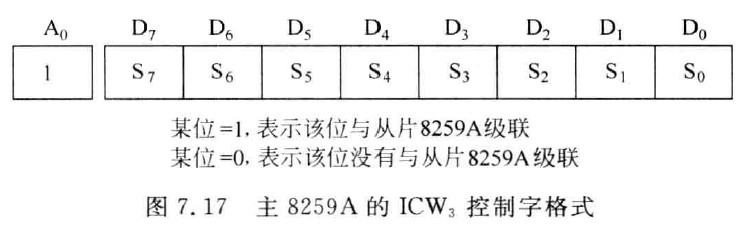 A₀ D₇ D₆ D₅ D₄ D₃ D₂ D₁ D₀
1 S₇ S₆ S₅ S₄ S₃ S₂ S₁ S₀
某位=1,表示该位与从片8259A级联
某位=0,表示该位没有与从片8259A级联
图 7.17 主 8259A 的 ICW₃ 控制字格式